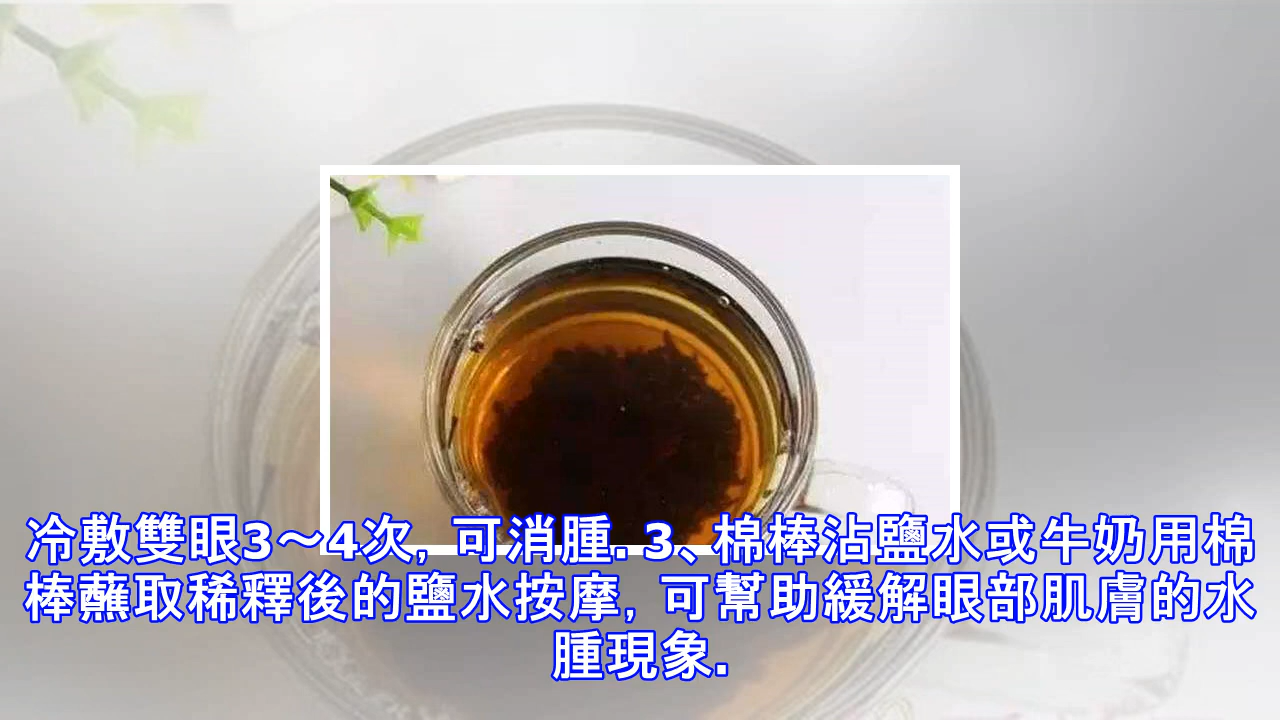 冷敷雙眼3～4次, 可消腫. 3、棉棒沾鹽水或牛奶用棉
棒蘸取稀釋後的鹽水按摩, 可幫助緩解眼部肌膚的水
腫現象.